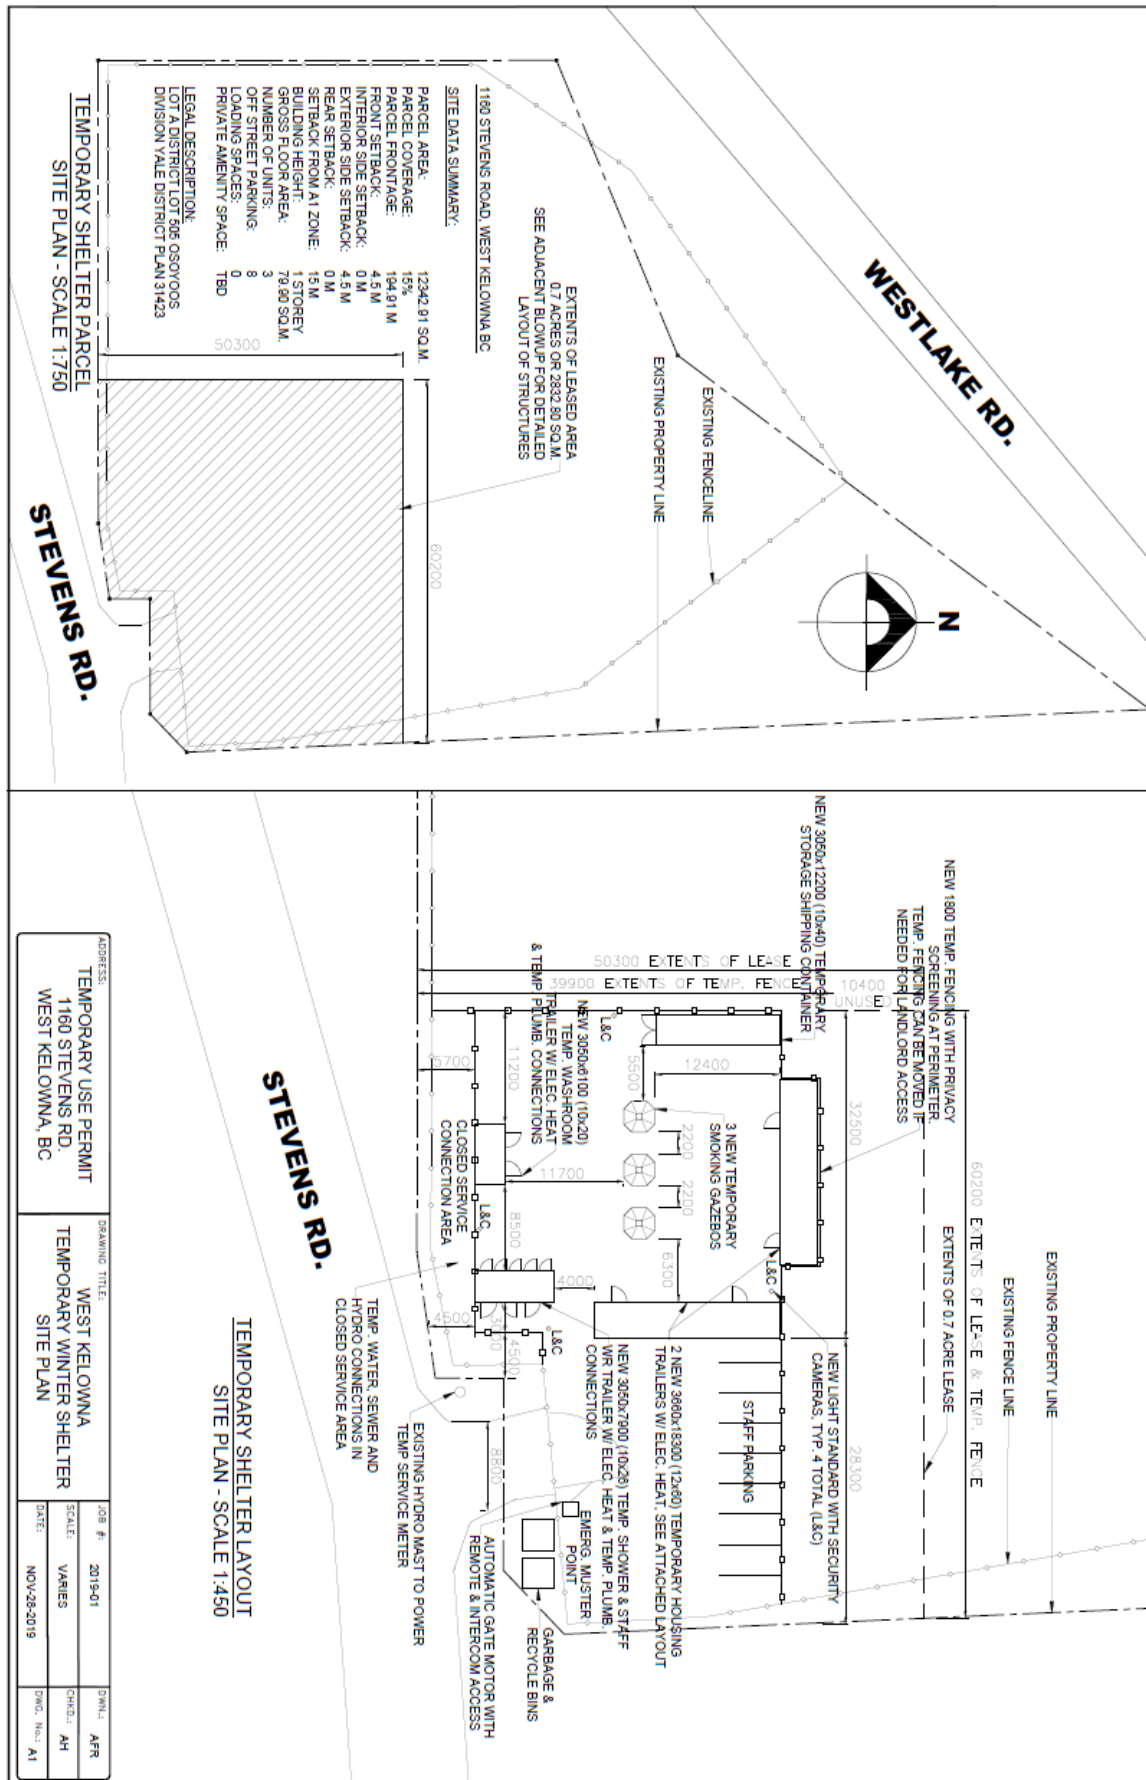 WESTLAKE RD.
1160 STEVENS ROAD, WEST KELOWNA BC
SITE DATA SUMMARY:
PARCEL AREA: 12342.91 SQ.M.
PARCEL COVERAGE: 15%
PARCEL FRONTAGE: 194.91 M
FRONT SETBACK: 4.5 M
INTERIOR SIDE SETBACK: 0 M
EXTERIOR SIDE SETBACK: 4.5 M
REAR SETBACK: 0 M
SETBACK FROM A1 ZONE: 15 M
BUILDING HEIGHT: 1 STOREY
GROSS FLOOR AREA: 79.90 SQ.M.
NUMBER OF UNITS: 3
OFF STREET PARKING: 8
LOADING SPACES: 0
PRIVATE AMENITY SPACE: TBD
LEGAL DESCRIPTION:
LOT A DISTRICT LOT 506 OSOYOOS
DIVISION YALE DISTRICT PLAN 31423
TEMPORARY SHELTER PARCEL
SITE PLAN - SCALE 1:750
EXTENTS OF LEASED AREA
0.7 ACRES OR 2832.80 SQ.M.
SEE ADJACENT BLOWUP FOR DETAILED
LAYOUT OF STRUCTURES
EXISTING FENCELINE
EXISTING PROPERTY LINE
N
50300
60200
STEVENS RD.
NEW 1800 TEMP. FENCING WITH PRIVACY
SCREENING AT PERIMETER.
TEMP. FENCING CAN BE MOVED IF
NEEDED FOR LANDLORD ACCESS
NEW 3050x12200 (10x40) TEMPORARY
STORAGE SHIPPING CONTAINER
50300 EXTENTS OF LEASE
39900 EXTENTS OF TEMP. FENCE
10400
UNUSED
NEW 3050x6100 (10x20)
TEMP. WASHROOM
TRAILER W/ ELEC. HEAT
& TEMP. PLUMB. CONNECTIONS
L&C
5700
11200
5500
12400
32500
60200 EXTENTS OF LEASE & TEMP. FENCE
EXISTING PROPERTY LINE
EXISTING FENCE LINE
EXTENTS OF 0.7 ACRE LEASE
3 NEW TEMPORARY
SMOKING GAZEBOS
2200
2200
11700
CLOSED SERVICE
CONNECTION AREA
L&C
8500
6300
4000
L&C
NEW LIGHT STANDARD WITH SECURITY
CAMERAS, TYP. 4 TOTAL (L&C)
4500
3000
4500
L&C
28300
STAFF PARKING
2 NEW 3660x18300 (12x60) TEMPORARY HOUSING
TRAILERS W/ ELEC. HEAT, SEE ATTACHED LAYOUT
NEW 3050x7900 (10x26) TEMP. SHOWER & STAFF
WR TRAILER W/ ELEC. HEAT & TEMP. PLUMB.
CONNECTIONS
TEMP. WATER, SEWER AND
HYDRO CONNECTIONS IN
CLOSED SERVICE AREA
EXISTING HYDRO MAST TO POWER
TEMP SERVICE METER
8800
EMERG. MUSTER
POINT
AUTOMATIC GATE MOTOR WITH
REMOTE & INTERCOM ACCESS
GARBAGE &
RECYCLE BINS
STEVENS RD.
TEMPORARY SHELTER LAYOUT
SITE PLAN - SCALE 1:450
ADDRESS:
TEMPORARY USE PERMIT
1160 STEVENS RD.
WEST KELOWNA, BC
DRAWING TITLE:
WEST KELOWNA
TEMPORARY WINTER SHELTER
SITE PLAN
JOB #: 2019-01
SCALE: VARIES
DATE: NOV-26-2019
DWN.: AFR
CHKD.: AH
DWG. No.: A1